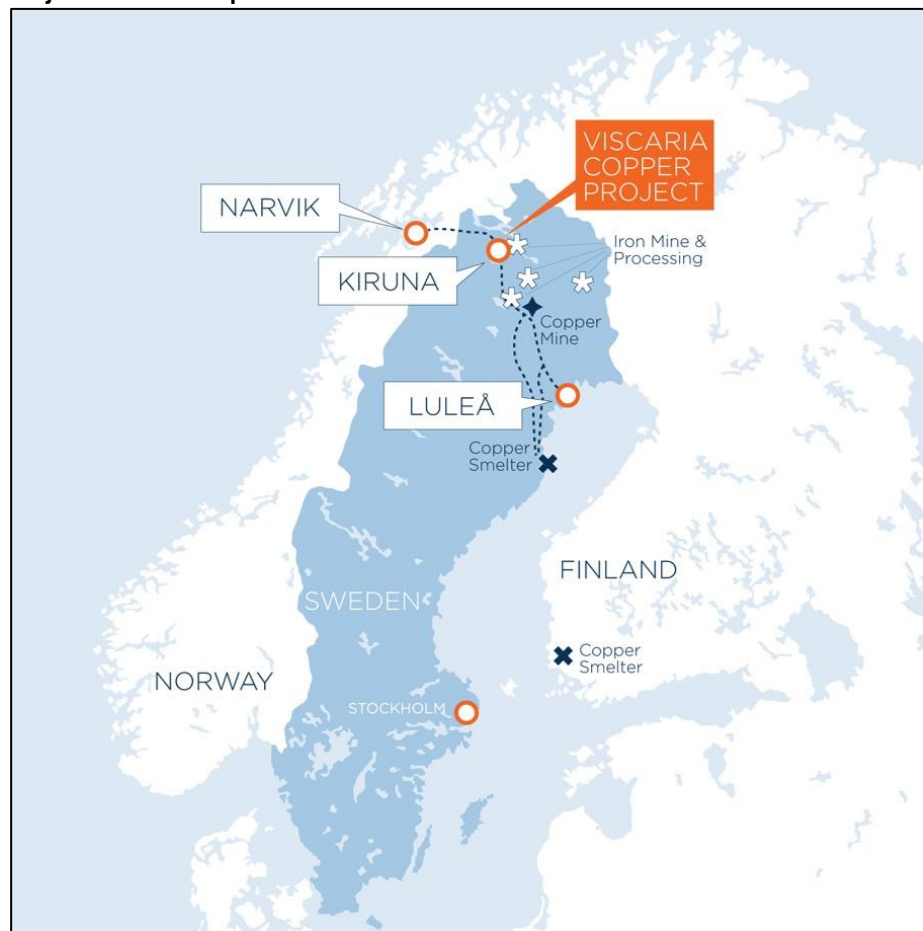 VISCARIA
COPPER
PROJECT
NARVIK
Iron Mine &
Processing
KIRUNA
Copper
Mine
LULEÅ
Copper
Smelter
FINLAND
SWEDEN
Copper
Smelter
NORWAY
STOCKHOLM